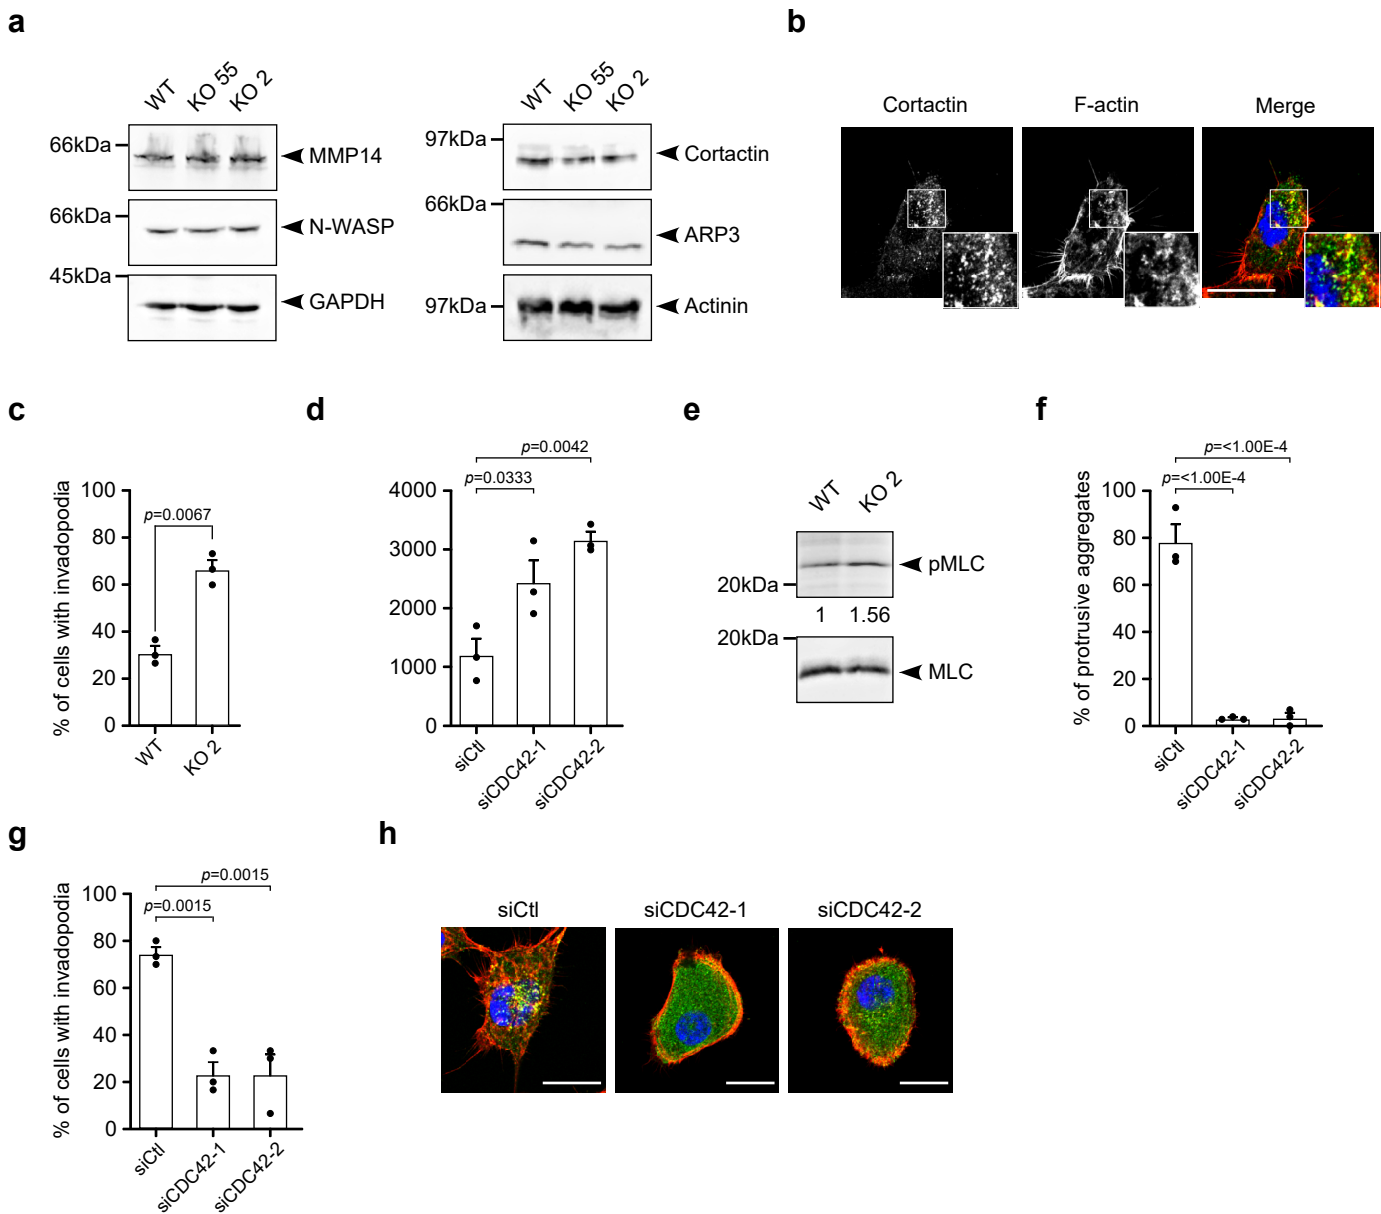 a
WT KO 55 KO 2
66kDa MMP14
66kDa N-WASP
45kDa GAPDH
WT KO 55 KO 2
97kDa Cortactin
66kDa ARP3
97kDa Actinin
b
Cortactin F-actin Merge
c
% of cells with invadopodia
100
80
60
40
20
0
p=0.0067
WT KO 2
d
p=0.0042
p=0.0333
4000
3000
2000
1000
0
siCtl siCDC42-1 siCDC42-2
e
WT KO 2
pMLC
20kDa
1 1.56
20kDa
MLC
f
% of protrusive aggregates
p=<1.00E-4
p=<1.00E-4
100
80
60
40
20
0
siCtl siCDC42-1 siCDC42-2
g
% of cells with invadopodia
p=0.0015
p=0.0015
100
80
60
40
20
0
siCtl siCDC42-1 siCDC42-2
h
siCtl siCDC42-1 siCDC42-2